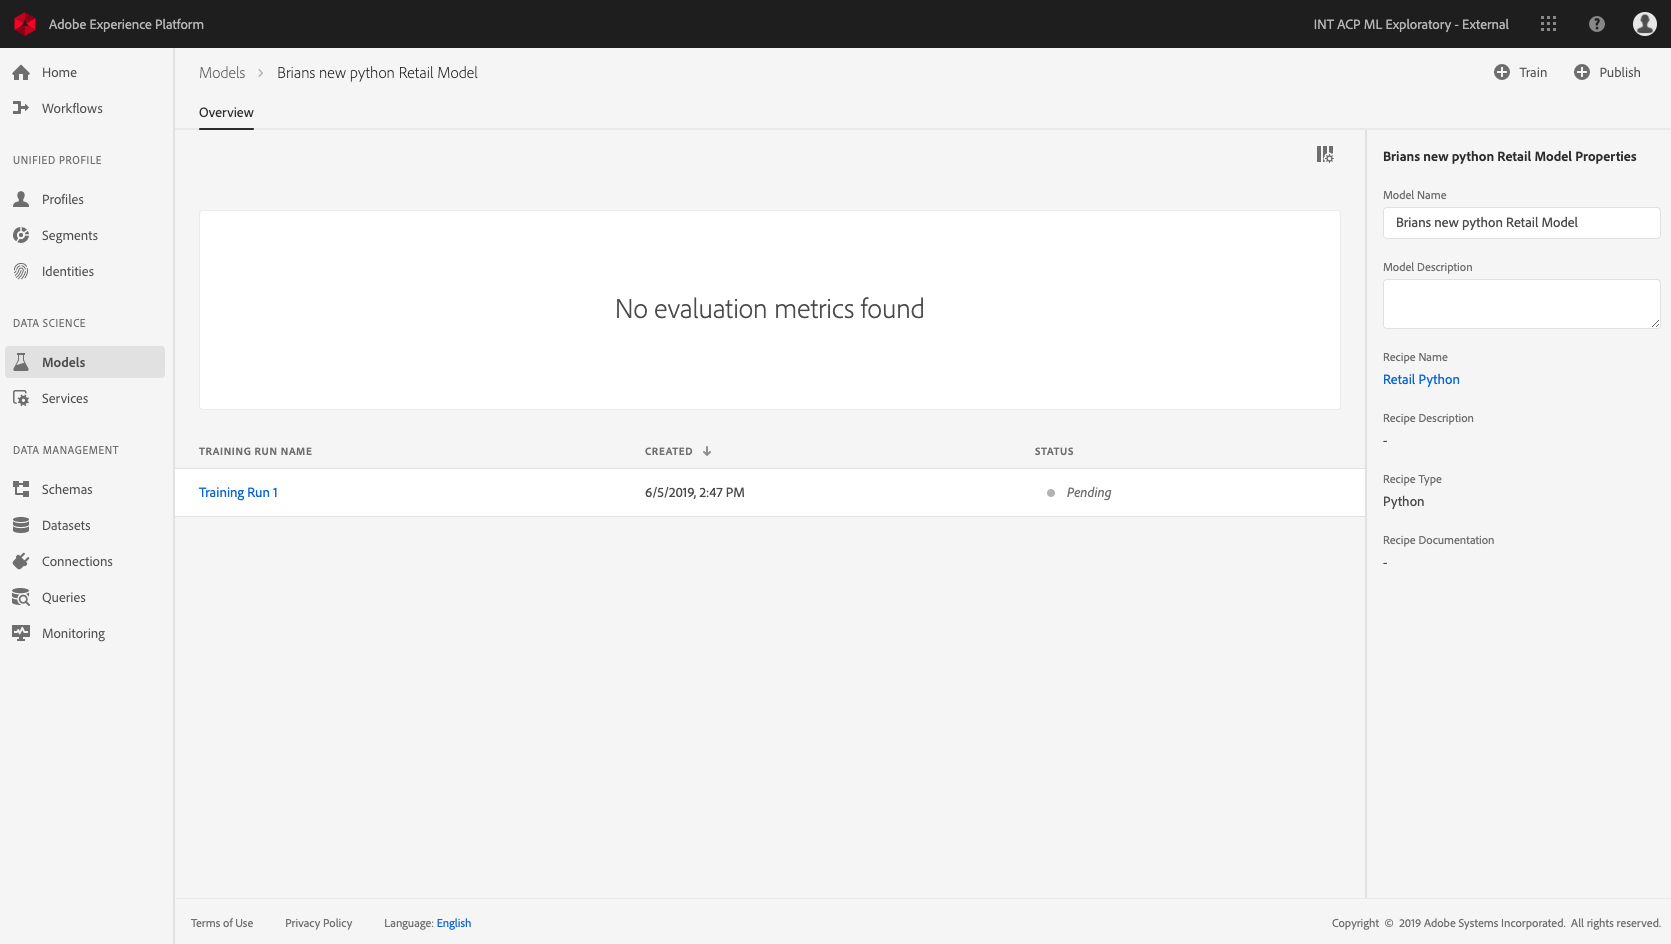 Adobe Experience Platform
INT ACP ML Exploratory - External
Home
Workflows
UNIFIED PROFILE
Profiles
Segments
Identities
DATA SCIENCE
Models
Services
DATA MANAGEMENT
Schemas
Datasets
Connections
Queries
Monitoring
Models > Brians new python Retail Model
Train
Publish
Overview
No evaluation metrics found
TRAINING RUN NAME CREATED ↓ STATUS
Training Run 1 6/5/2019, 2:47 PM Pending
Brians new python Retail Model Properties
Model Name
Brians new python Retail Model
Model Description
Recipe Name
Retail Python
Recipe Description
-
Recipe Type
Python
Recipe Documentation
-
Terms of Use Privacy Policy Language: English
Copyright © 2019 Adobe Systems Incorporated. All rights reserved.